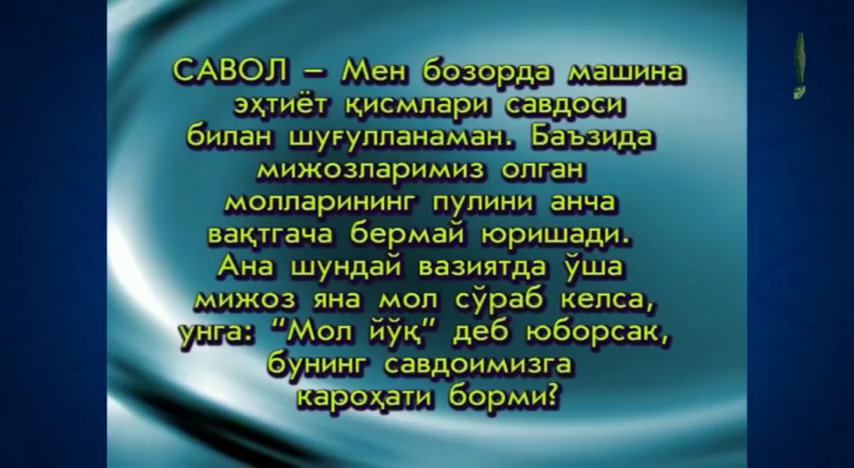 САВОЛ – Мен бозорда машина
эҳтиёт қисмлари савдоси
билан шуғулланаман. Баъзида
мижозларимиз олган
молларининг пулини анча
вақтгача бермай юришади.
Ана шундай вазиятда ўша
мижоз яна мол сўраб келса,
унга: “Мол йўқ” деб юборсак,
бунинг савдоимизга
кароҳати борми?